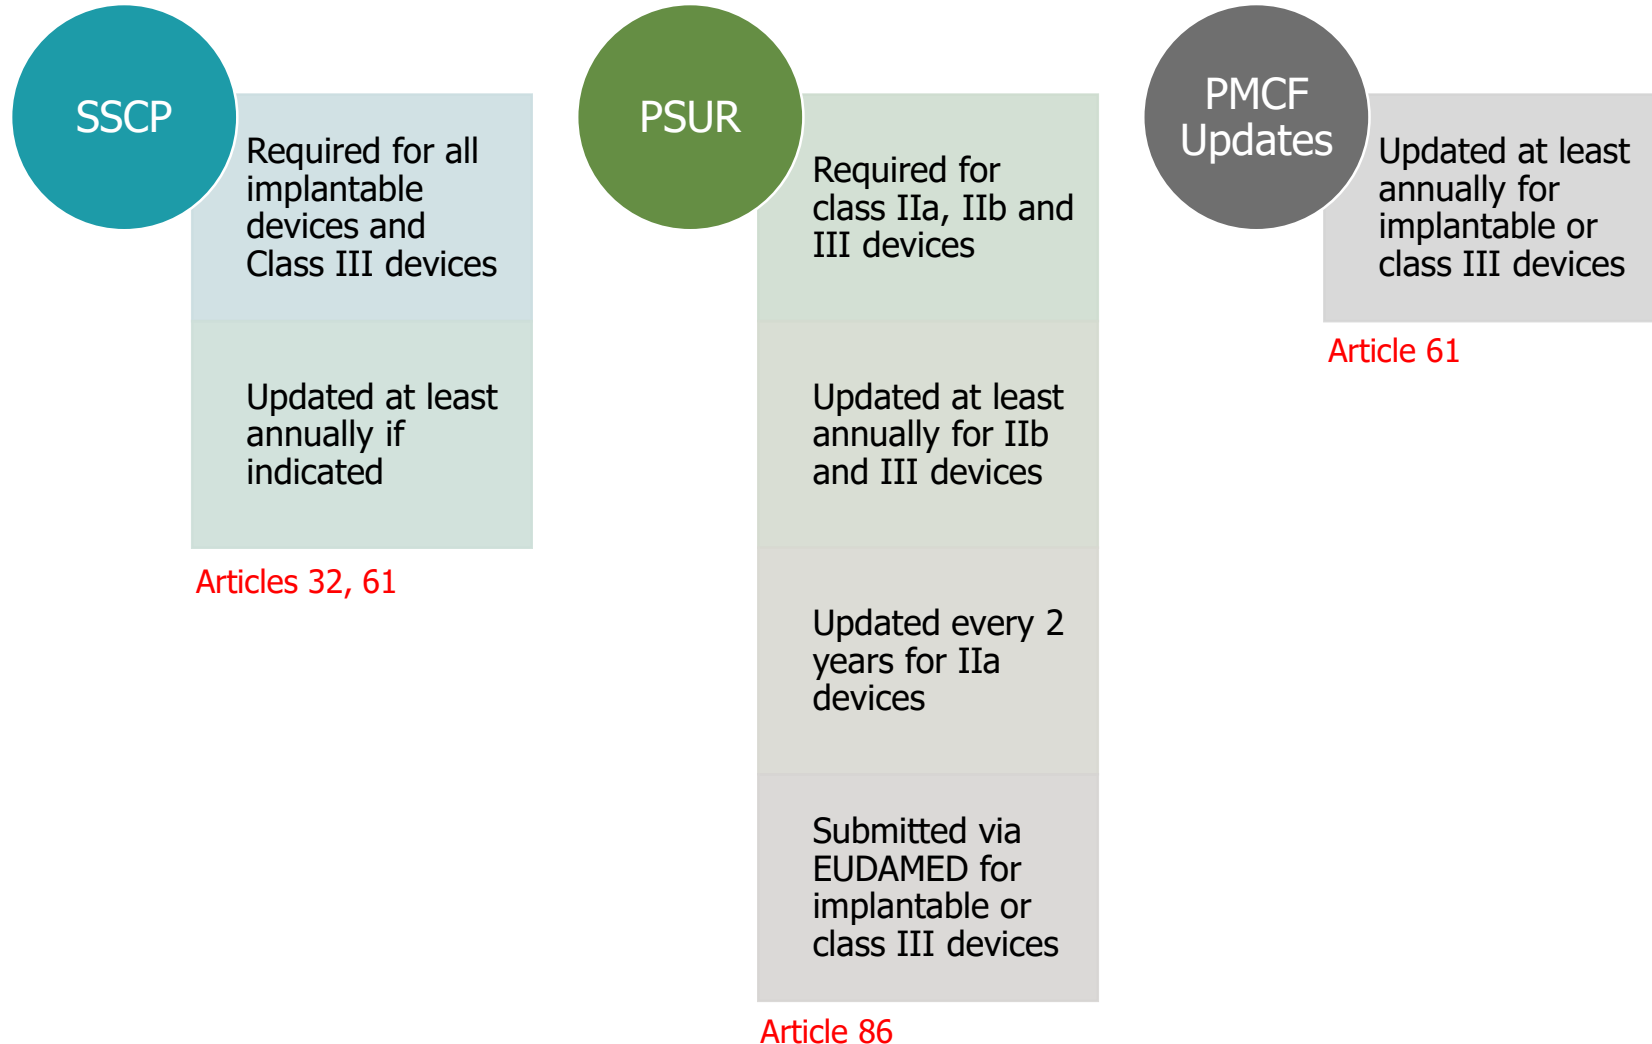 SSCP
Required for all
implantable
devices and
Class III devices
Updated at least
annually if
indicated
Articles 32, 61
PSUR
Required for
class IIa, IIb and
III devices
Updated at least
annually for IIb
and III devices
Updated every 2
years for IIa
devices
Submitted via
EUDAMED for
implantable or
class III devices
Article 86
PMCF
Updates
Updated at least
annually for
implantable or
class III devices
Article 61